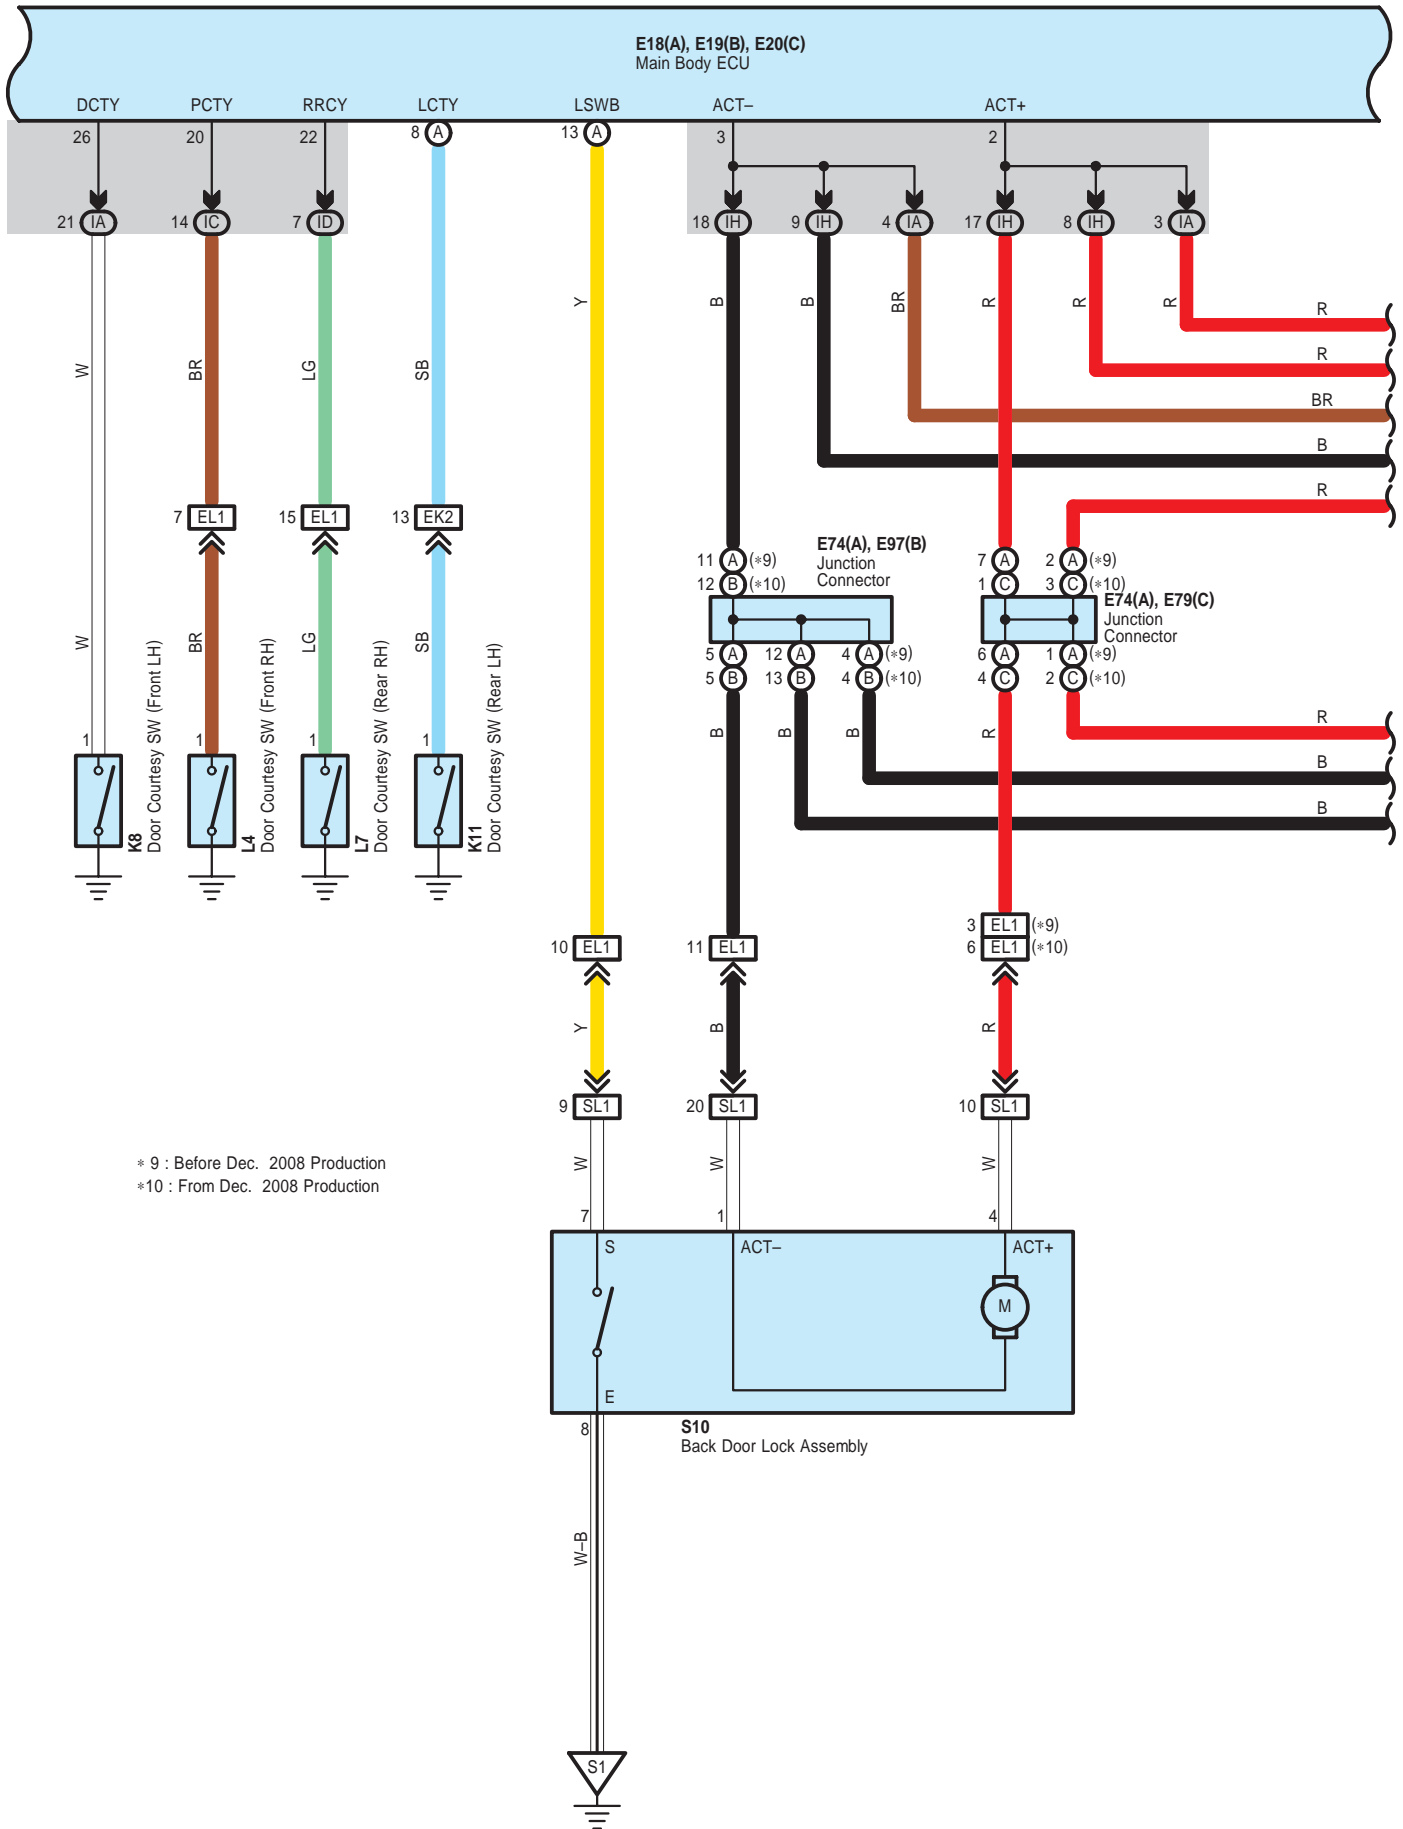 E18(A), E19(B), E20(C)
Main Body ECU
DCTY PCTY RRCY LCTY LSWB ACT– ACT+
26 20 22 8 A 13 A 3 2
21 IA 14 IC 7 ID 18 IH 9 IH 4 IA 17 IH 8 IH 3 IA
B B BR R R R
Y
R
W BR LG SB
R
BR
B
R
7 EL1 15 EL1 13 EK2
E74(A), E97(B)
Junction
Connector
11 A (*9) 7 A 2 A (*9)
12 B (*10) 1 C 3 C (*10)
E74(A), E79(C)
Junction
Connector
5 A 12 A 4 A (*9) 6 A 1 A (*9)
5 B 13 B 4 B (*10) 4 C 2 C (*10)
W BR LG SB
B B B R
R
B
B
1 1 1 1
K8
Door Courtesy SW (Front LH)
L4
Door Courtesy SW (Front RH)
L7
Door Courtesy SW (Rear RH)
K11
Door Courtesy SW (Rear LH)
3 EL1 (*9)
10 EL1 11 EL1 6 EL1 (*10)
Y B R
9 SL1 20 SL1 10 SL1
* 9 : Before Dec. 2008 Production
*10 : From Dec. 2008 Production
W W W
7 1 4
S ACT– ACT+
M
E
8
S10
Back Door Lock Assembly
W–B
S1